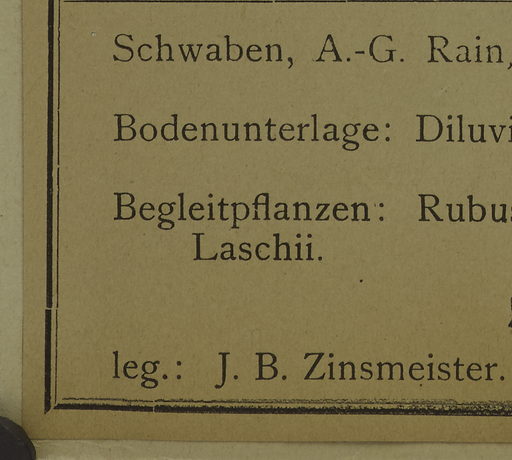 Schwaben, A.-G. Rain,
Bodenunterlage:
Begleitpflanzen:
Laschii.
leg.: J. B. Zinsmeister.